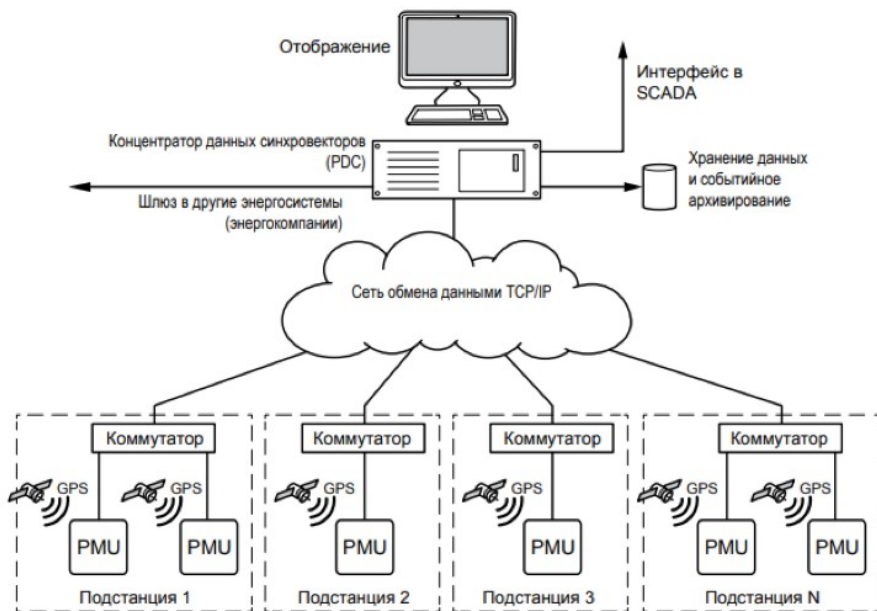 Отображение
Интерфейс в
SCADA
Концентратор данных синхровекторов
(PDC)
Хранение данных
и событийное
архивирование
Шлюз в другие энергосистемы
(энергокомпании)
Сеть обмена данными TCP/IP
Коммутатор
Коммутатор
Коммутатор
Коммутатор
GPS
GPS
GPS
GPS
GPS
GPS
PMU
PMU
PMU
PMU
PMU
PMU
Подстанция 1
Подстанция 2
Подстанция 3
Подстанция N